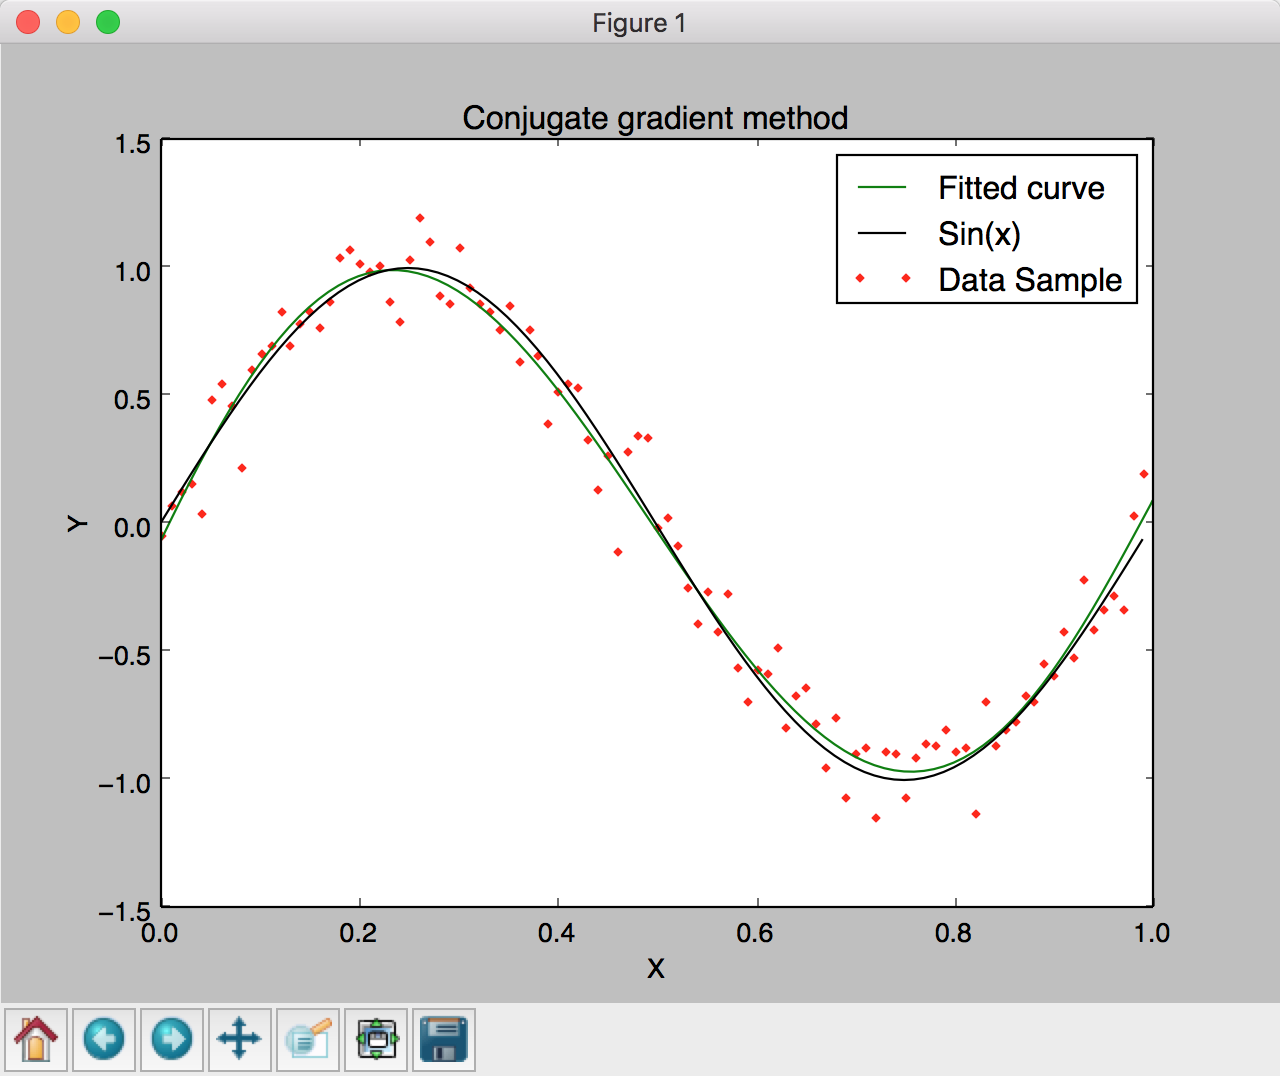 Figure 1
Conjugate gradient method
1.5
1.0
0.5
0.0
−0.5
−1.0
−1.5
Y
Fitted curve
Sin(x)
Data Sample
0.0 0.2 0.4 0.6 0.8 1.0
X